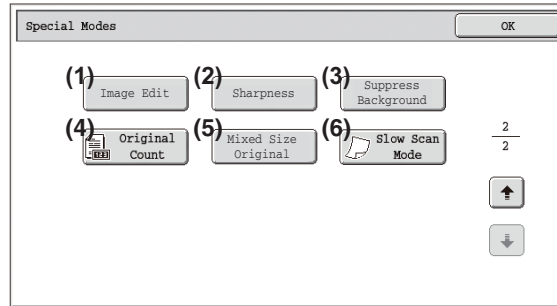 Special Modes
OK
(1) Image Edit
(2) Sharpness
(3) Suppress
Background
(4) Original
Count
123
(5) Mixed Size
Original
(6) Slow Scan
Mode
2
2